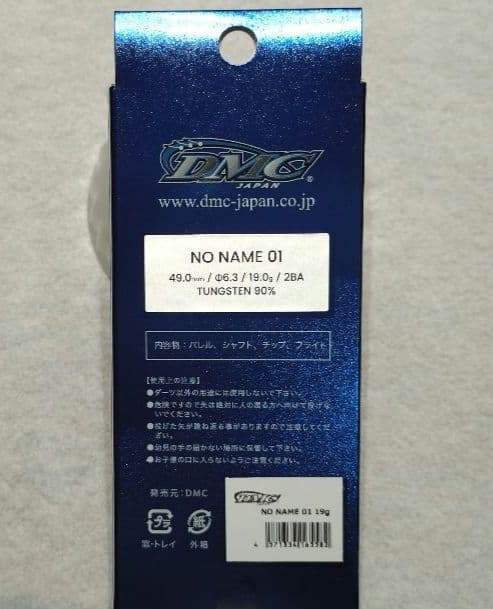 DMC
JAPAN
www.dmc-japan.co.jp
NO NAME 01
49.0mm / Φ6.3 / 19.0g / 2BA
TUNGSTEN 90%
内容物：バレル、シャフト、チップ、フライト
【使用上の注意】
●ダーツ以外の用途には使用しないで下さい。
●危険ですので矢は絶対に人の居る方へ向けて投げな
いでください。
●投げた矢が跳ね返る事がありますので注意してくだ
さい。
●幼児の手の届かない場所に保管して下さい。
●お子様の口に入らないようご注意ください。
発売元：DMC
プラ
紙
窓・トレイ
外箱
DMC
NO NAME 01 19g